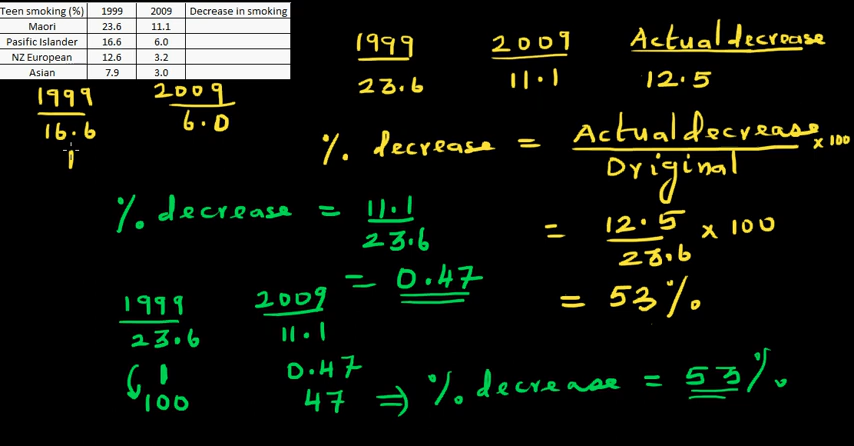 Teen smoking (%) 1999 2009 Decrease in smoking
Maori 23.6 11.1
Pasific Islander 16.6 6.0
NZ European 12.6 3.2
Asian 7.9 3.0
1999 2009 Actual decrease
23.6 11.1 12.5
1999 2009
16.6 6.0
1
% decrease = Actual decrease × 100
Original
% decrease = 11.1
23.6
= 12.5 × 100
23.6
= 0.47
= 53%
1999 2009
23.6 11.1
1 0.47
100 47 ⇒ % decrease = 53%